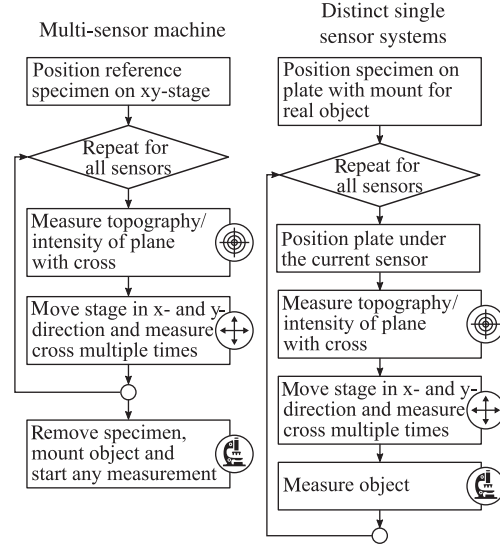 Multi-sensor machine
Position reference
specimen on xy-stage
Repeat for
all sensors
Measure topography/
intensity of plane
with cross
Move stage in x- and y-
direction and measure
cross multiple times
Remove specimen,
mount object and
start any measurement
Distinct single
sensor systems
Position specimen on
plate with mount for
real object
Repeat for
all sensors
Position plate under
the current sensor
Measure topography/
intensity of plane
with cross
Move stage in x- and y-
direction and measure
cross multiple times
Measure object